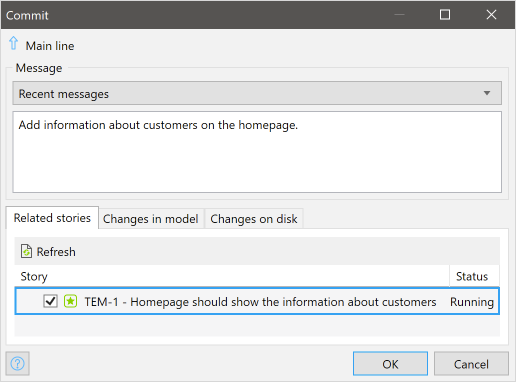 Commit
Main line
Message
Recent messages
Add information about customers on the homepage.
Related stories Changes in model Changes on disk
Refresh
Story Status
TEM-1 - Homepage should show the information about customers Running
? OK Cancel